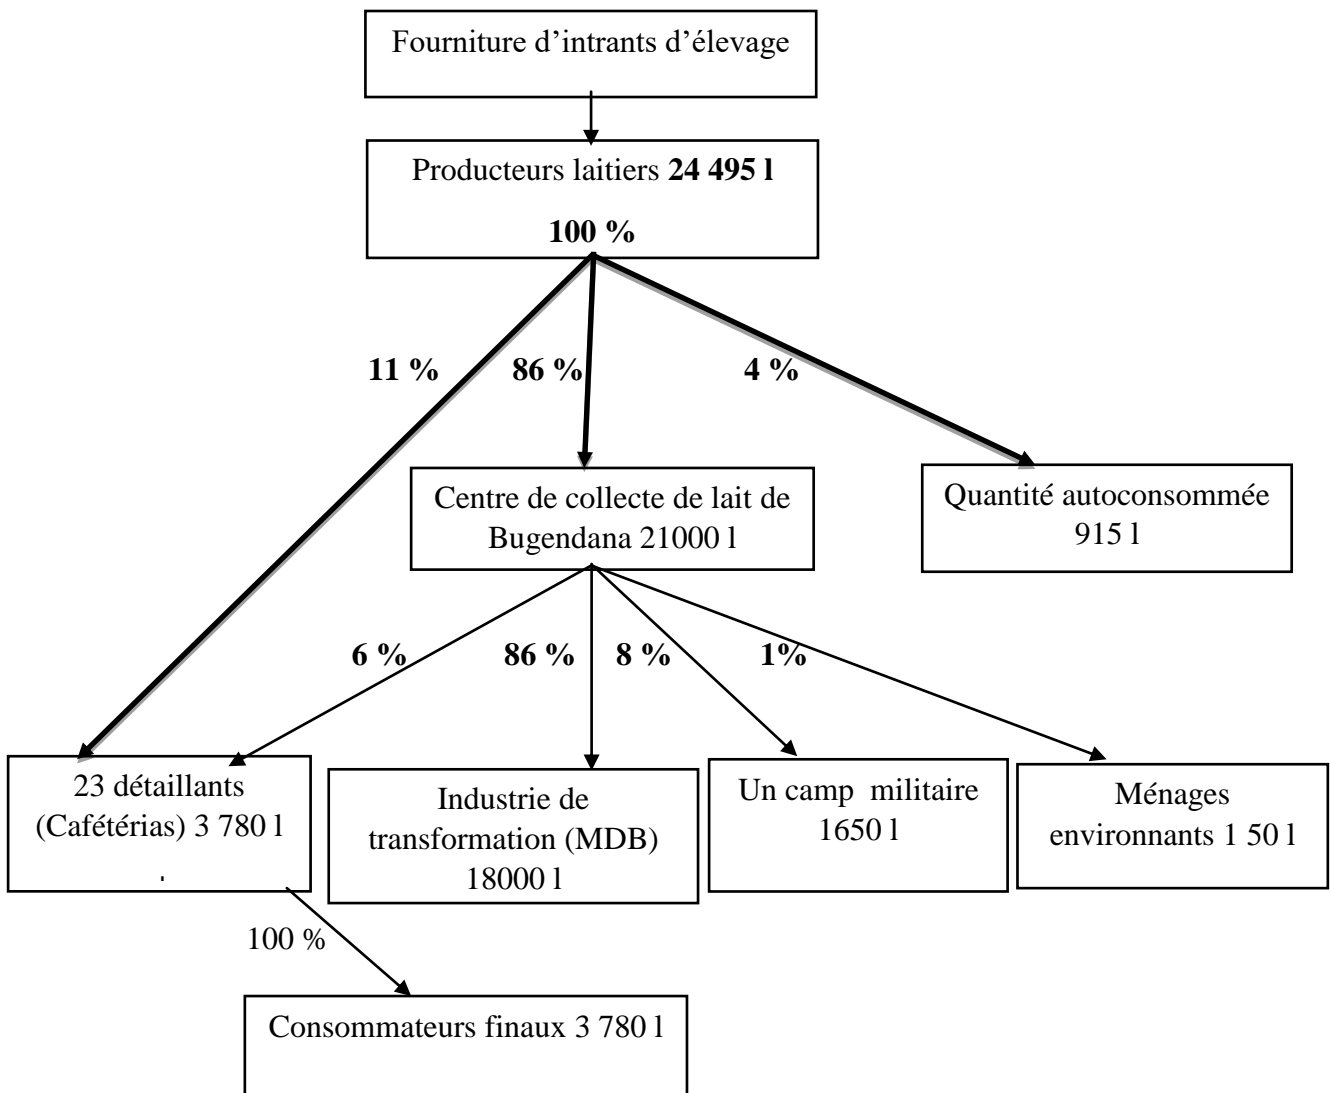 Fourniture d’intrants d’élevage
Producteurs laitiers 24 495 l
100 %
11 %
86 %
4 %
Centre de collecte de lait de
Bugendana 21000 l
Quantité autoconsommée
915 l
6 %
86 %
8 %
1%
23 détaillants
(Cafétérias) 3 780 l
.
Industrie de
transformation (MDB)
18000 l
Un camp militaire
1650 l
Ménages
environnants 1 50 l
100 %
Consommateurs finaux 3 780 l